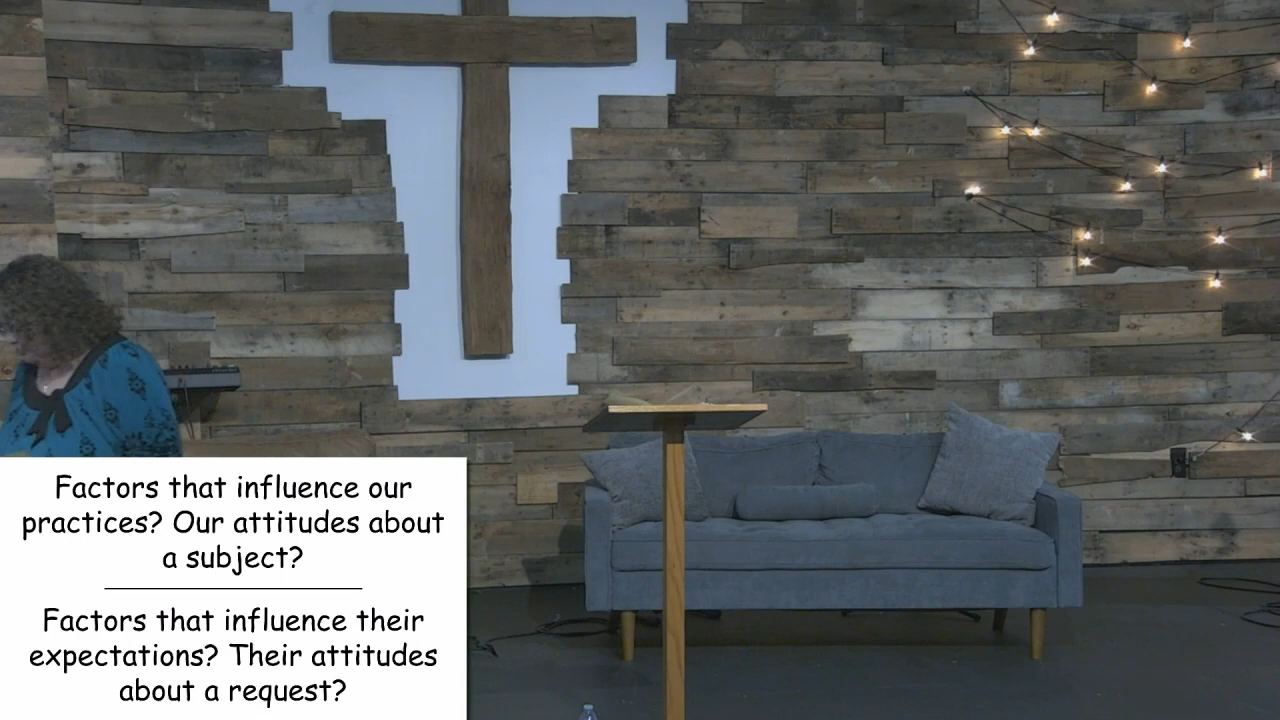 Factors that influence our
practices? Our attitudes about
a subject?
Factors that influence their
expectations? Their attitudes
about a request?